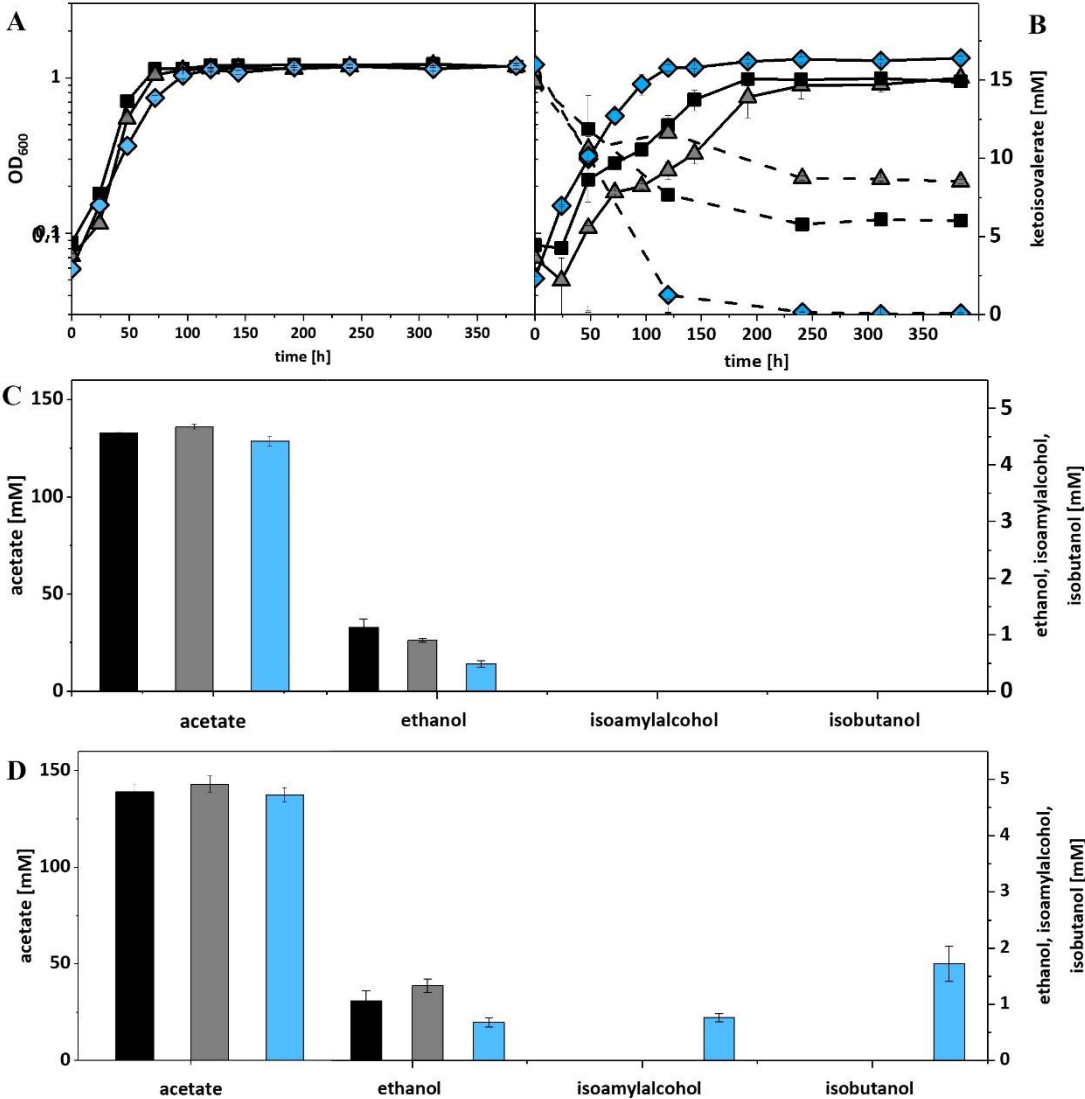 A
B
1
0,1
0.1
OD600
0
50
100
150
200
250
300
350
time [h]
15
10
5
0
ketoisovalerate [mM]
0
50
100
150
200
250
300
350
time [h]
C
150
100
50
0
acetate [mM]
5
4
3
2
1
0
ethanol, isoamylalcohol,
isobutanol [mM]
acetate
ethanol
isoamylalcohol
isobutanol
D
150
100
50
0
acetate [mM]
5
4
3
2
1
0
ethanol, isoamylalcohol,
isobutanol [mM]
acetate
ethanol
isoamylalcohol
isobutanol